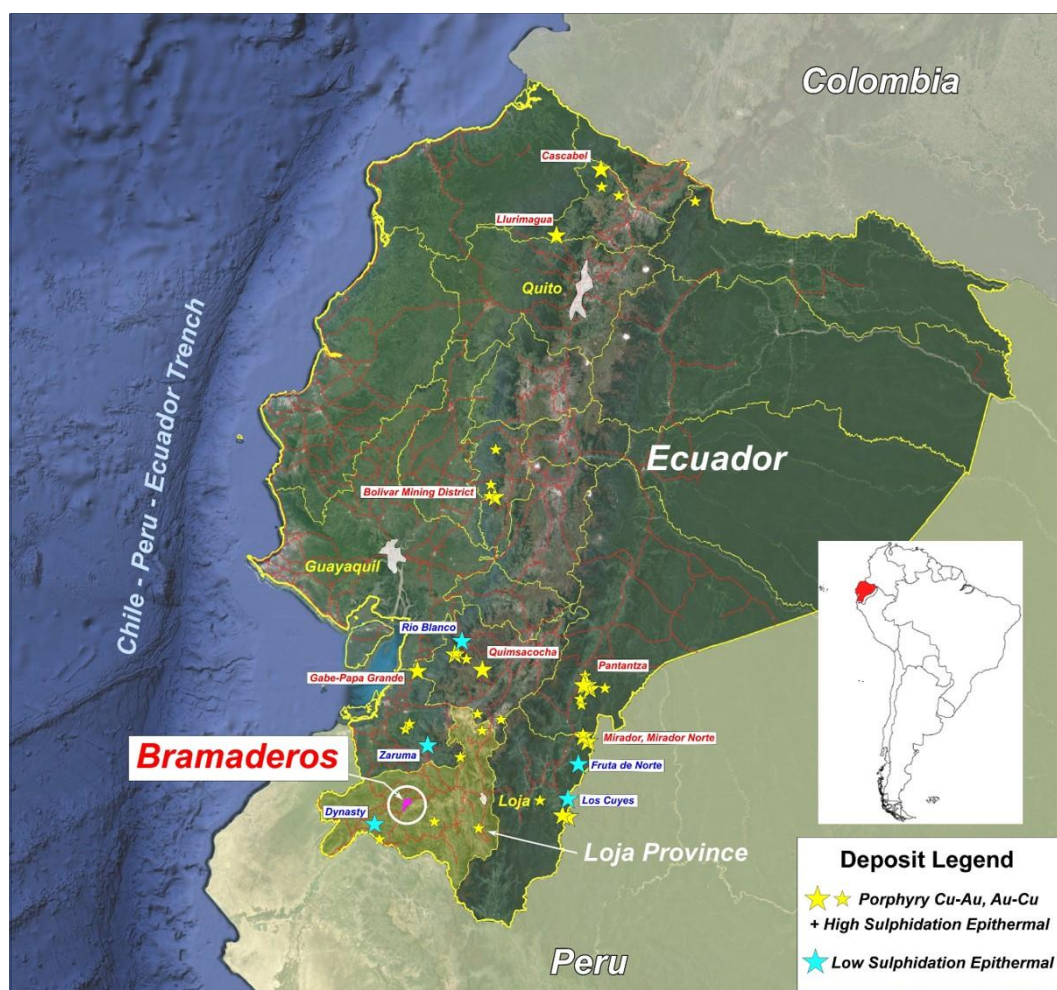 Colombia
Cascabel
Llurimagua
Quito
Chile - Peru - Ecuador Trench
Ecuador
Bolivar Mining District
Guayaquil
Rio Blanco
Quimsacocha
Gabe-Papa Grande
Pantantza
Mirador, Mirador Norte
Bramaderos
Zaruma
Fruta de Norte
Loja
Los Cuyes
Dynasty
Loja Province
Peru
Deposit Legend
Porphyry Cu-Au, Au-Cu
+ High Sulphidation Epithermal
Low Sulphidation Epithermal